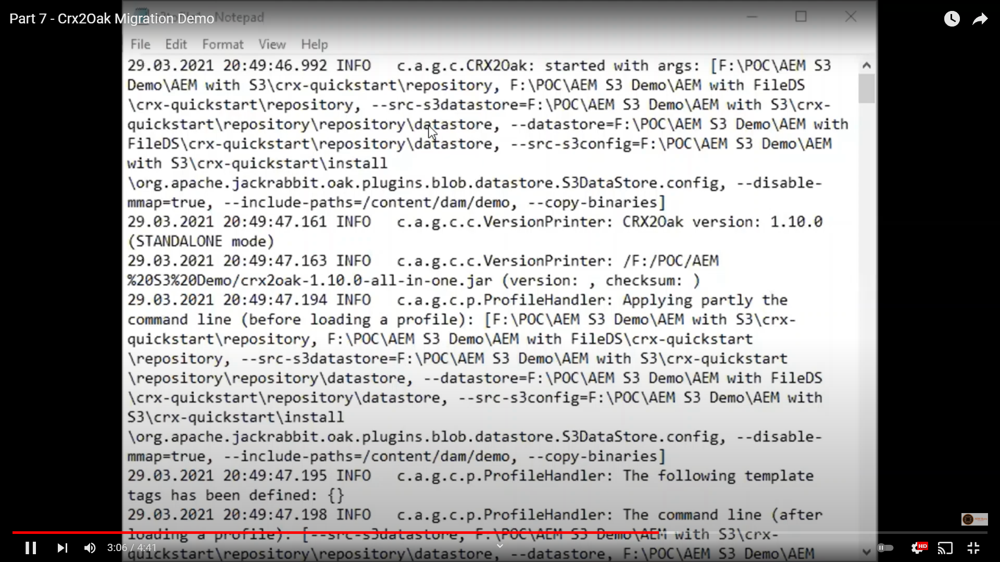 Part 7 - Crx2Oak Migration Demo
Notepad
File Edit Format View Help
29.03.2021 20:49:46.992 INFO   c.a.g.c.CRX2Oak: started with args: [F:\POC\AEM S3
Demo\AEM with S3\crx-quickstart\repository, F:\POC\AEM S3 Demo\AEM with FileDS
\crx-quickstart\repository, --src-s3datastore=F:\POC\AEM S3 Demo\AEM with S3\crx-
quickstart\repository\repository\datastore, --datastore=F:\POC\AEM S3 Demo\AEM with
FileDS\crx-quickstart\repository\datastore, --src-s3config=F:\POC\AEM S3 Demo\AEM
with S3\crx-quickstart\install
\org.apache.jackrabbit.oak.plugins.blob.datastore.S3DataStore.config, --disable-
mmap=true, --include-paths=/content/dam/demo, --copy-binaries]
29.03.2021 20:49:47.161 INFO   c.a.g.c.c.VersionPrinter: CRX2Oak version: 1.10.0
(STANDALONE mode)
29.03.2021 20:49:47.163 INFO   c.a.g.c.c.VersionPrinter: /F:/POC/AEM
%20S3%20Demo/crx2oak-1.10.0-all-in-one.jar (version: , checksum: )
29.03.2021 20:49:47.194 INFO   c.a.g.c.p.ProfileHandler: Applying partly the
command line (before loading a profile): [F:\POC\AEM S3 Demo\AEM with S3\crx-
quickstart\repository, F:\POC\AEM S3 Demo\AEM with FileDS\crx-quickstart
\repository, --src-s3datastore=F:\POC\AEM S3 Demo\AEM with S3\crx-quickstart
\repository\repository\datastore, --datastore=F:\POC\AEM S3 Demo\AEM with FileDS
\crx-quickstart\repository\datastore, --src-s3config=F:\POC\AEM S3 Demo\AEM with
S3\crx-quickstart\install
\org.apache.jackrabbit.oak.plugins.blob.datastore.S3DataStore.config, --disable-
mmap=true, --include-paths=/content/dam/demo, --copy-binaries]
29.03.2021 20:49:47.195 INFO   c.a.g.c.p.ProfileHandler: The following template
tags has been defined: {}
29.03.2021 20:49:47.198 INFO   c.a.g.c.p.ProfileHandler: The command line (after
loading a profile): [--src-s3datastore, F:\POC\AEM S3 Demo\AEM with S3\crx-
quickstart\repository\repository\datastore, --datastore, F:\POC\AEM S3 Demo\AEM
3:06 / 4:41
HD